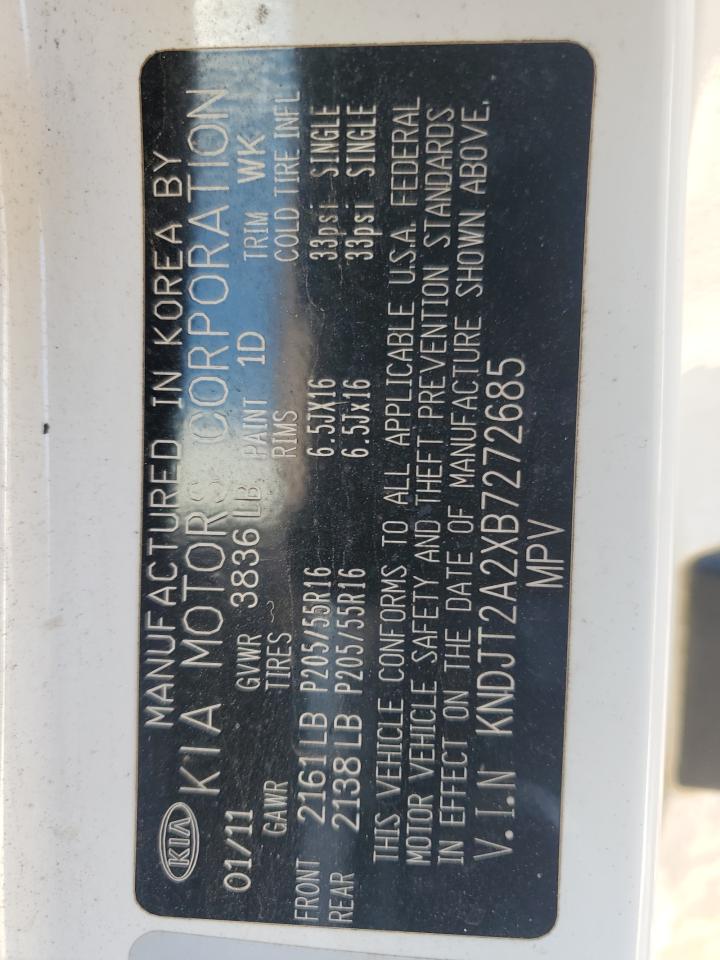 MANUFACTURED IN KOREA BY
KIA KIA MOTORS CORPORATION
01/11 GVWR 3836 LB PAINT 1D TRIM WK
GAWR TIRES RIMS COLD TIRE INFL
FRONT 2161 LB P205/55R16 6.5JX16 33psi SINGLE
REAR 2138 LB P205/55R16 6.5Jx16 33psi SINGLE
THIS VEHICLE CONFORMS TO ALL APPLICABLE U.S.A. FEDERAL
MOTOR VEHICLE SAFETY AND THEFT PREVENTION STANDARDS
IN EFFECT ON THE DATE OF MANUFACTURE SHOWN ABOVE.
V.I.N KNDJT2A2XB7272685
MPV